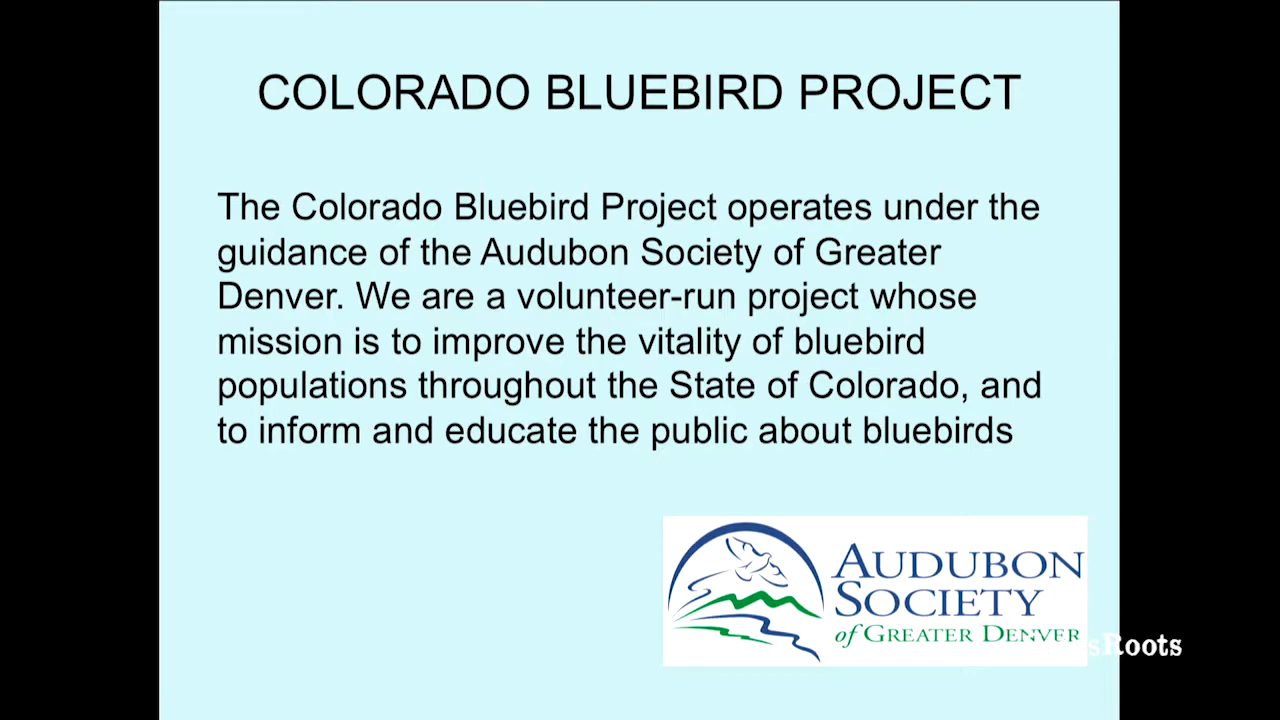 COLORADO BLUEBIRD PROJECT
The Colorado Bluebird Project operates under the
guidance of the Audubon Society of Greater
Denver. We are a volunteer-run project whose
mission is to improve the vitality of bluebird
populations throughout the State of Colorado, and
to inform and educate the public about bluebirds
AUDUBON
SOCIETY
of GREATER DENVER